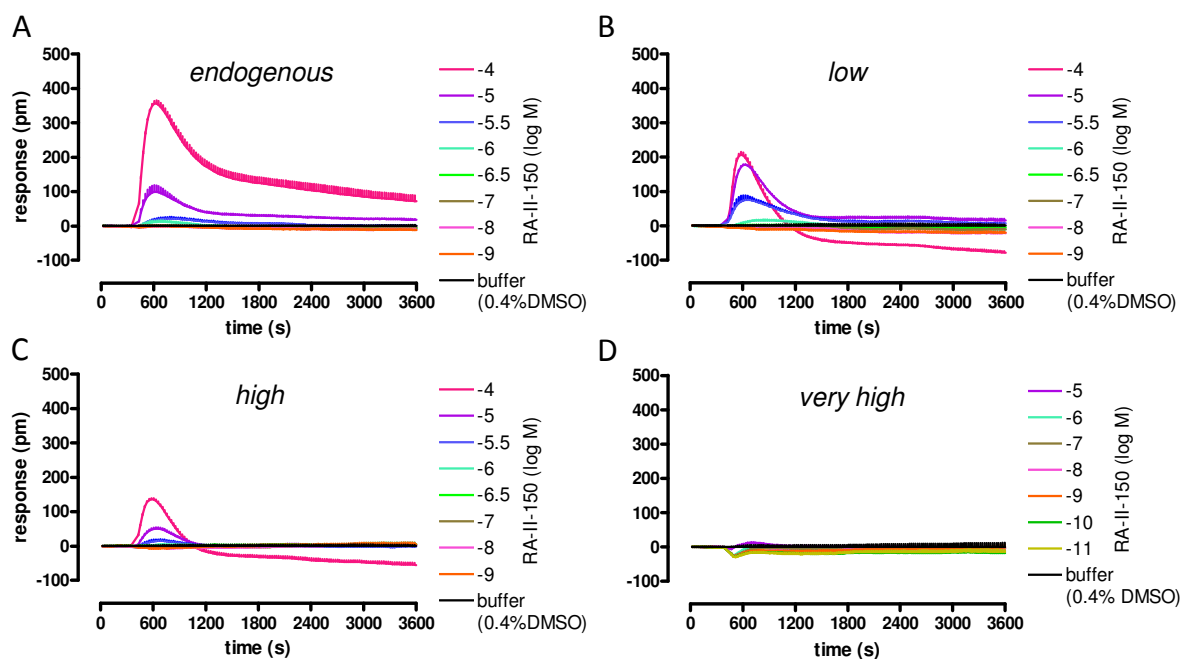 A
endogenous
response (pm)
500
400
300
200
100
0
-100
0 600 1200 1800 2400 3000 3600
time (s)
-4
-5
-5.5
-6
-6.5
-7
-8
-9
buffer
(0.4%DMSO)
RA-II-150 (log M)
B
low
500
400
300
200
100
0
-100
0 600 1200 1800 2400 3000 3600
time (s)
-4
-5
-5.5
-6
-6.5
-7
-8
-9
buffer
(0.4%DMSO)
RA-II-150 (log M)
C
high
response (pm)
500
400
300
200
100
0
-100
0 600 1200 1800 2400 3000 3600
time (s)
-4
-5
-5.5
-6
-6.5
-7
-8
-9
buffer
(0.4%DMSO)
RA-II-150 (log M)
D
very high
500
400
300
200
100
0
-100
0 600 1200 1800 2400 3000 3600
time (s)
-5
-6
-7
-8
-9
-10
-11
buffer
(0.4% DMSO)
RA-II-150 (log M)